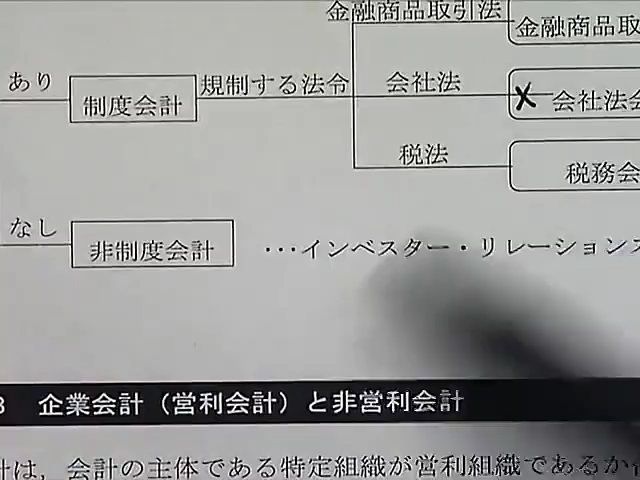 金融商品取引法
金融商品取
あり
制度会計
規制する法令
会社法
✗ 会社法会
税法
税務会
なし
非制度会計
･･･インベスター・リレーションズ
3 企業会計（営利会計）と非営利会計
計は，会計の主体である特定組織が営利組織であるか